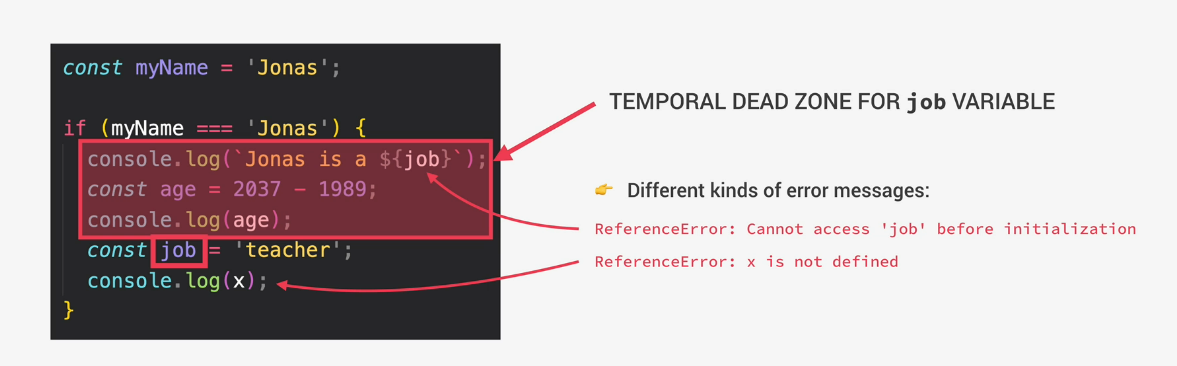 const myName = 'Jonas';
if (myName === 'Jonas') {
console.log(`Jonas is a ${job}`);
const age = 2037 - 1989;
console.log(age);
const job = 'teacher';
console.log(x);
}
TEMPORAL DEAD ZONE FOR job VARIABLE
👉 Different kinds of error messages:
ReferenceError: Cannot access 'job' before initialization
ReferenceError: x is not defined